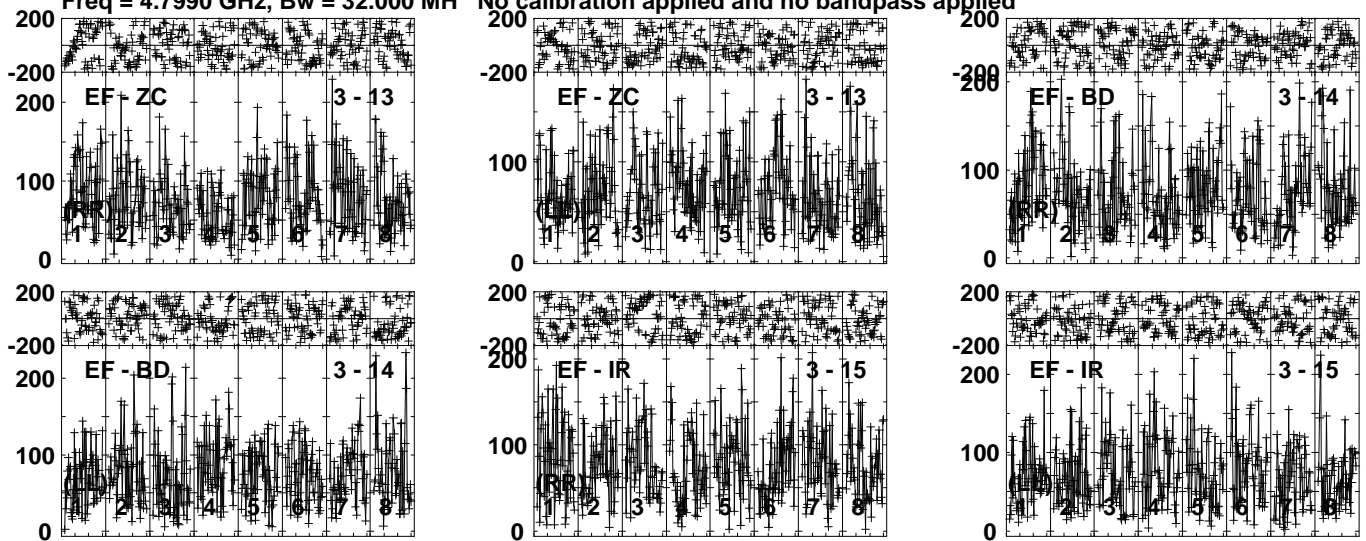 Freq = 4.7990 GHz, Bw = 32.000 MH No calibration applied and no bandpass applied
200
-200
200
100
0
EF - ZC 3 - 13
(RR)
1 2 3 4 5 6 7 8
200
-200
100
0
EF - ZC 3 - 13
(LL)
1 2 3 4 5 6 7 8
200
-200
200
100
0
EF - BD 3 - 14
(RR)
1 2 3 4 5 6 7 8
200
-200
200
100
0
EF - BD 3 - 14
(LL)
1 2 3 4 5 6 7 8
200
-200
200
100
0
EF - IR 3 - 15
(RR)
1 2 3 4 5 6 7 8
200
-200
200
100
0
EF - IR 3 - 15
(LL)
1 2 3 4 5 6 7 8